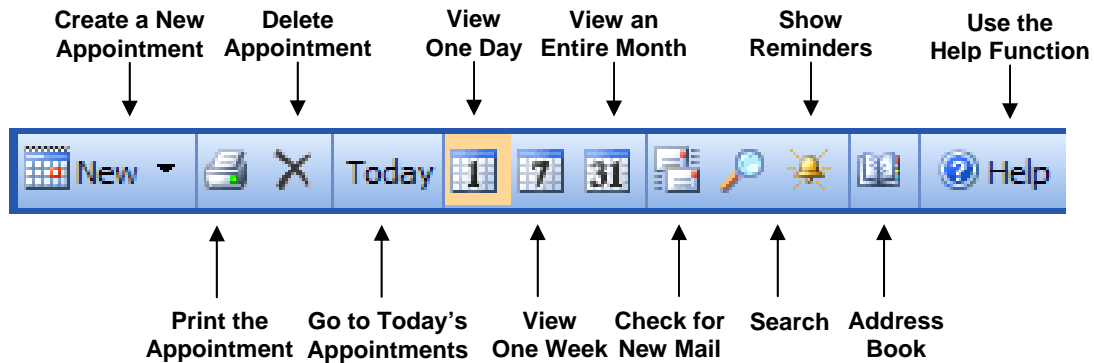 Create a New
Appointment
Delete
Appointment
View
One Day
View an
Entire Month
Show
Reminders
Use the
Help Function
New Today 1 7 31 Help
Print the
Appointment
Go to Today's
Appointments
View
One Week
Check for
New Mail
Search
Address
Book